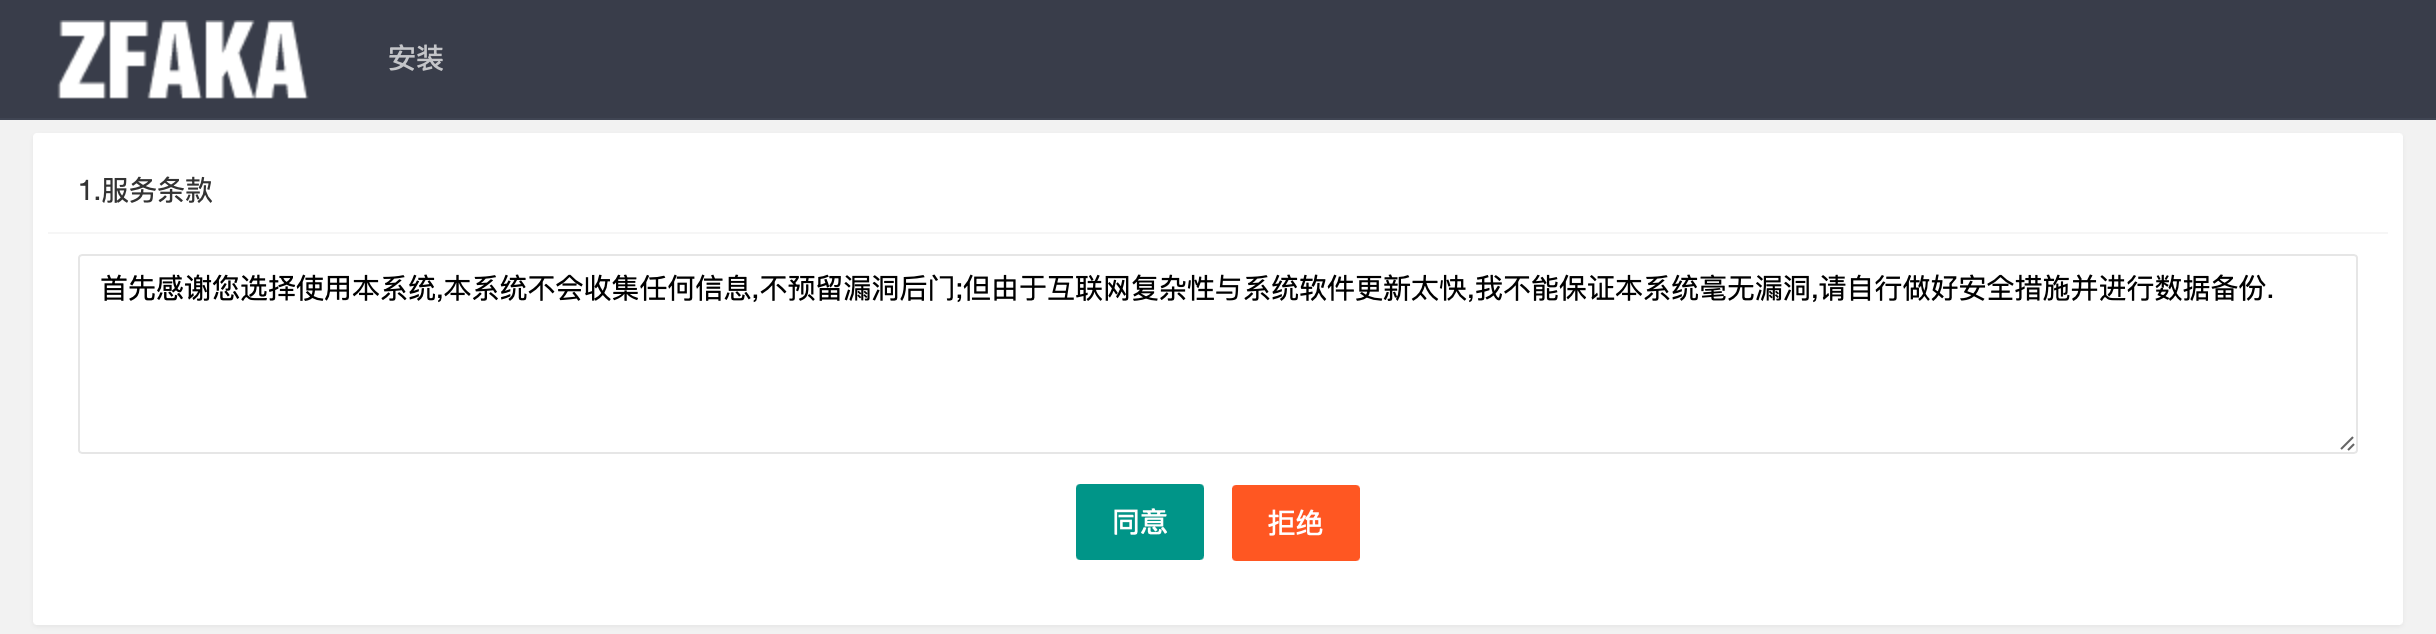 ZFAKA
安装
1.服务条款
首先感谢您选择使用本系统,本系统不会收集任何信息,不预留漏洞后门;但由于互联网复杂性与系统软件更新太快,我不能保证本系统毫无漏洞,请自行做好安全措施并进行数据备份.
同意
拒绝